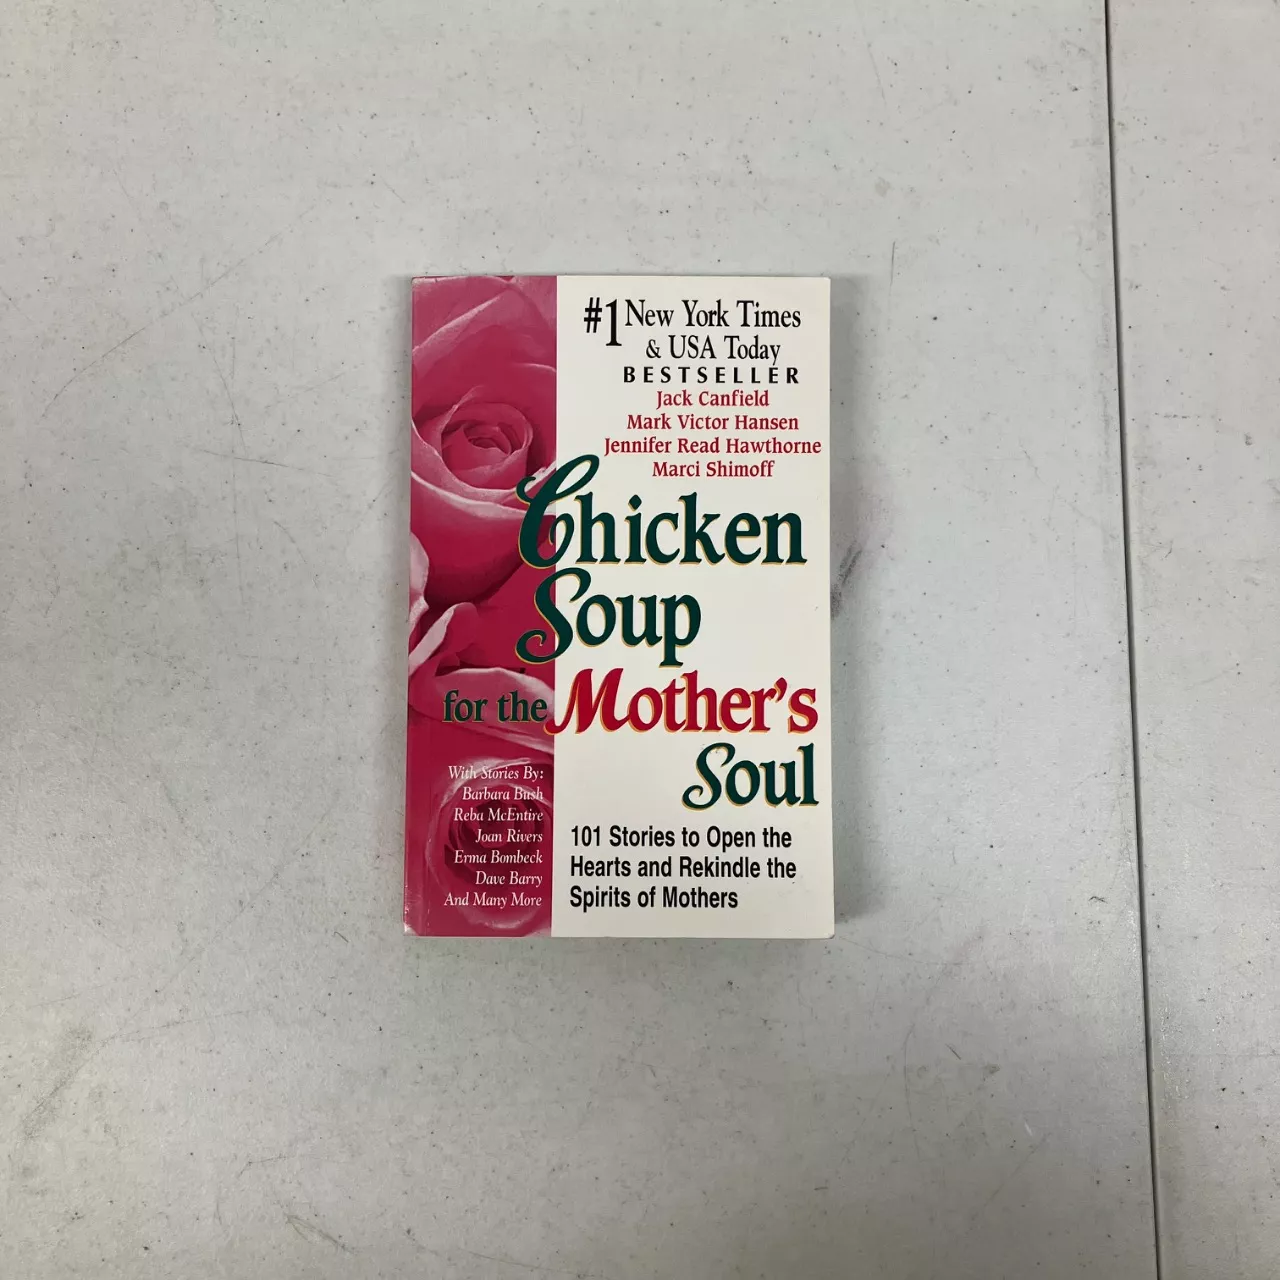 #1 New York Times
& USA Today
BESTSELLER
Jack Canfield
Mark Victor Hansen
Jennifer Read Hawthorne
Marci Shimoff
Chicken
Soup
for the Mother's
Soul
With Stories By:
Barbara Bush
Reba McEntire
Joan Rivers
Erma Bombeck
Dave Barry
And Many More
101 Stories to Open the
Hearts and Rekindle the
Spirits of Mothers